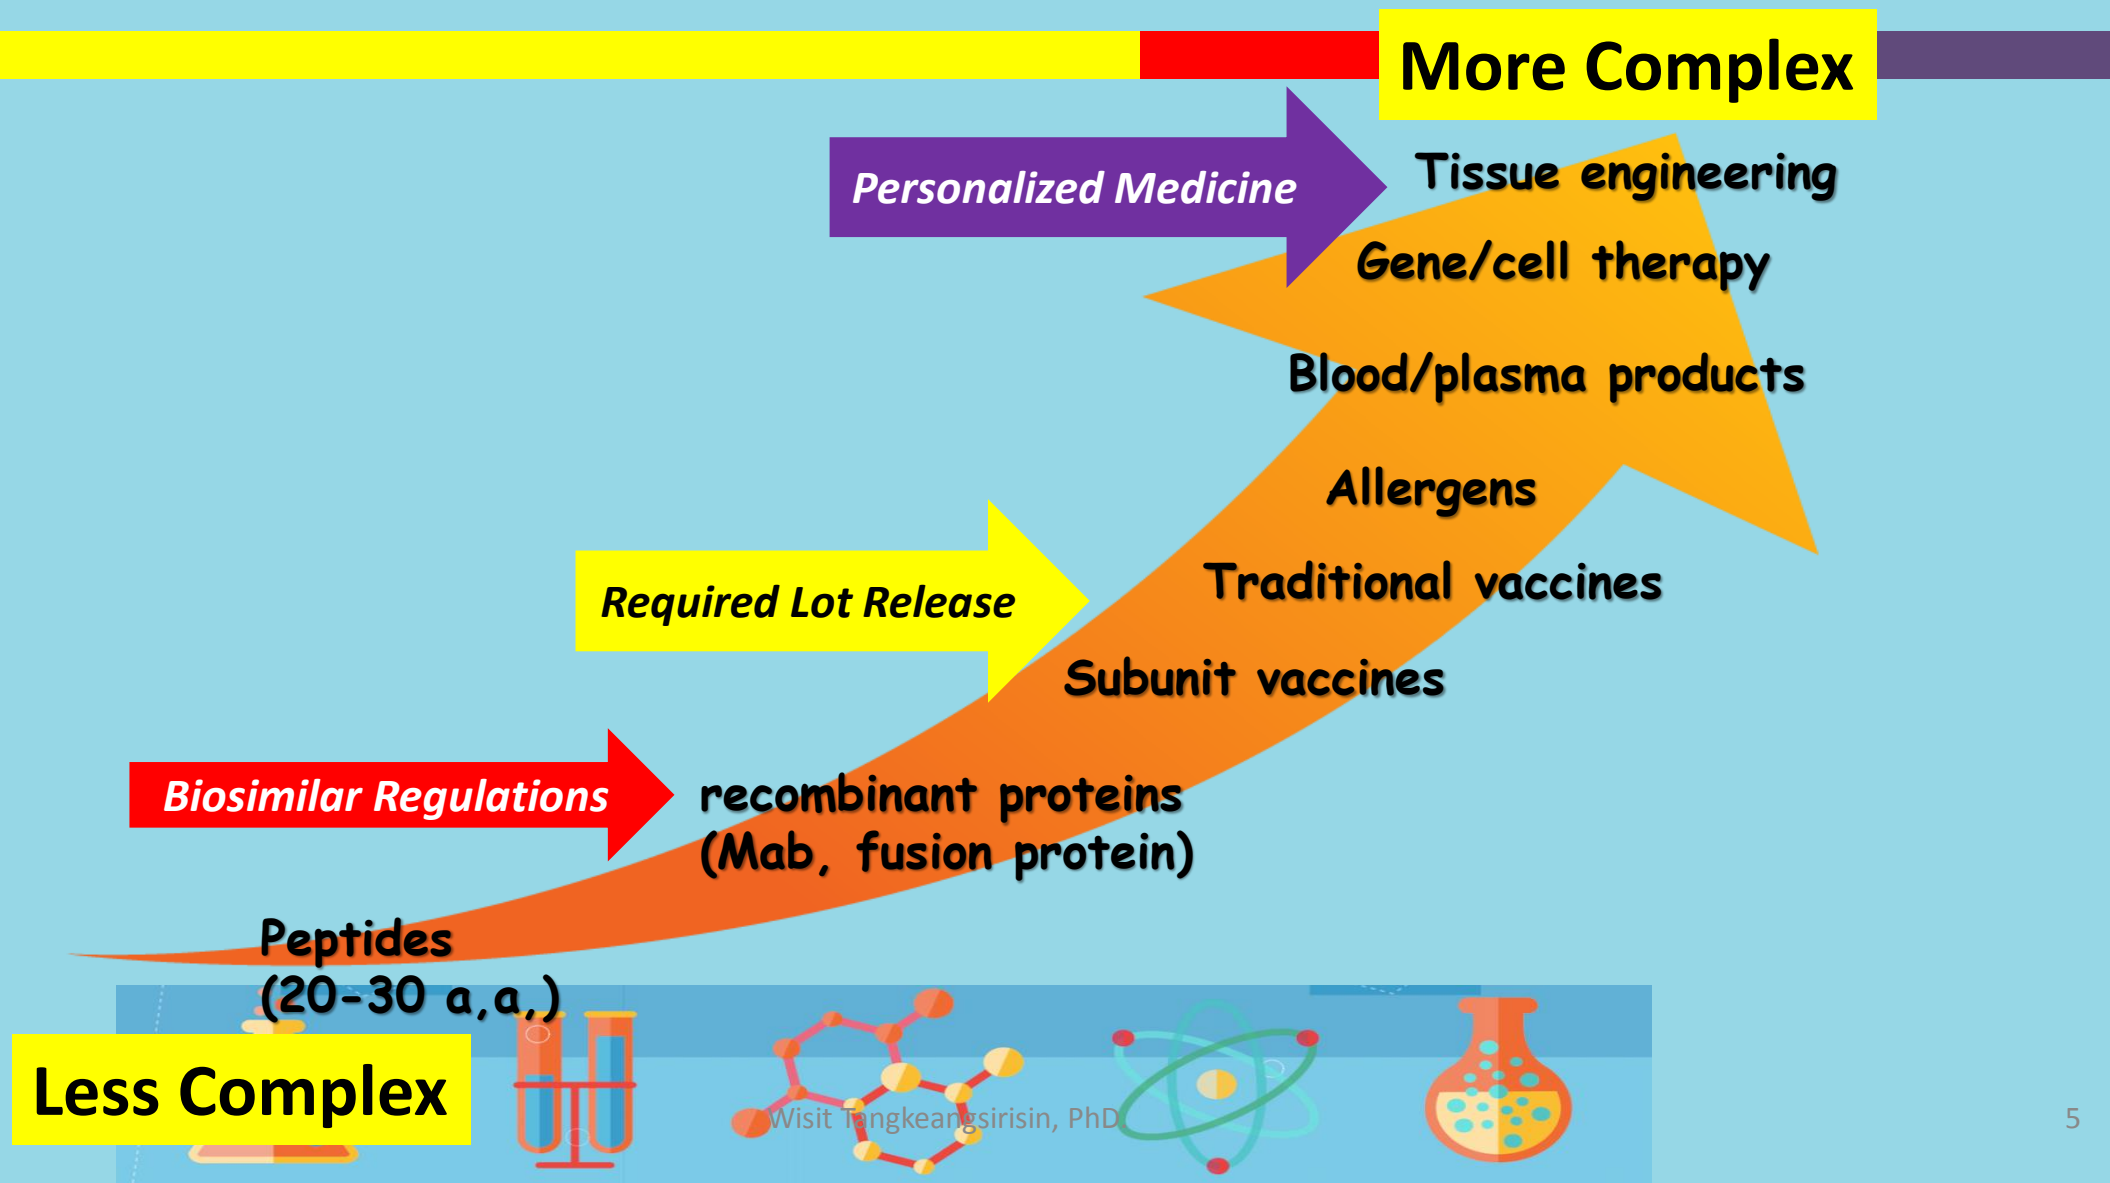 More Complex
Personalized Medicine
Tissue engineering
Gene/cell therapy
Blood/plasma products
Allergens
Required Lot Release
Traditional vaccines
Subunit vaccines
Biosimilar Regulations
recombinant proteins
(Mab, fusion protein)
Peptides
(20-30 a,a,)
Less Complex
Wisit Tangkeangsirisin, PhD.
5